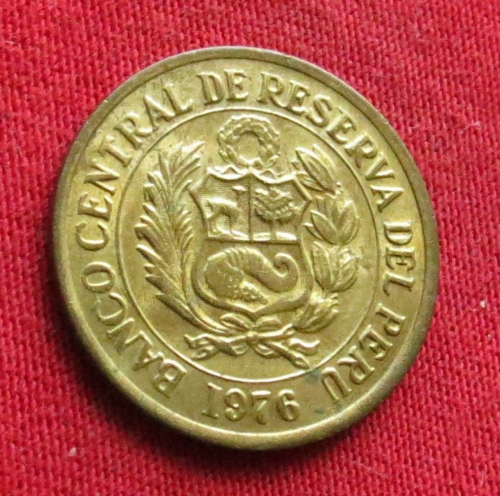 BANCO CENTRAL DE RESERVA DEL PERU
1976